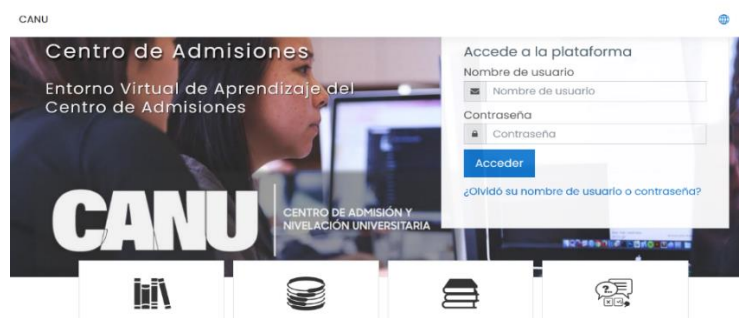 CANU
Centro de Admisiones
Entorno Virtual de Aprendizaje del
Centro de Admisiones
CANU
CENTRO DE ADMISIÓN Y
NIVELACIÓN UNIVERSITARIA
Accede a la plataforma
Nombre de usuario
Nombre de usuario
Contraseña
Contraseña
Acceder
¿Olvidó su nombre de usuario o contraseña?